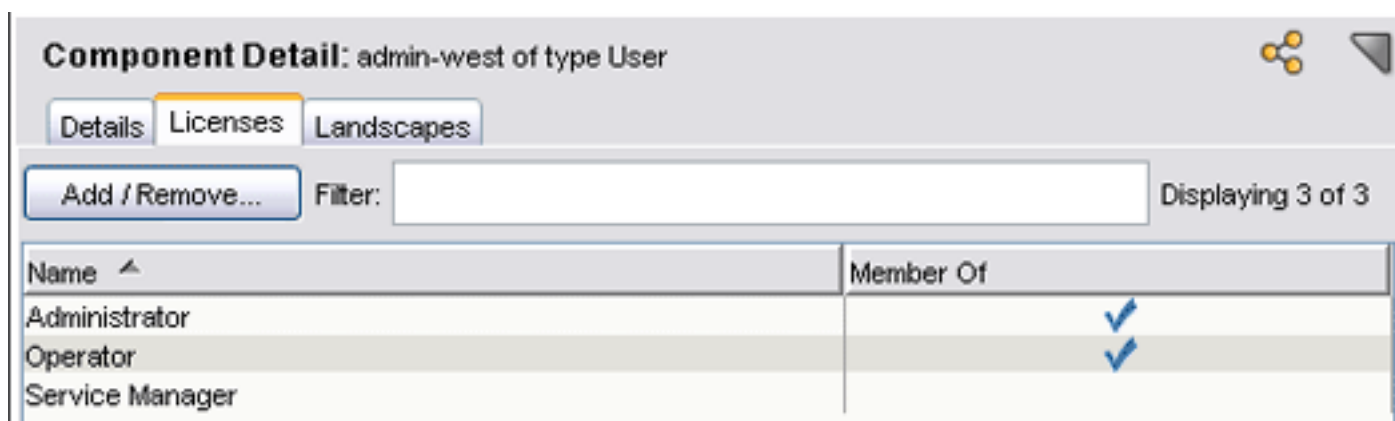 Component Detail: admin-west of type User
Details Licenses Landscapes
Add / Remove... Filter: Displaying 3 of 3
Name Member Of
Administrator
Operator
Service Manager